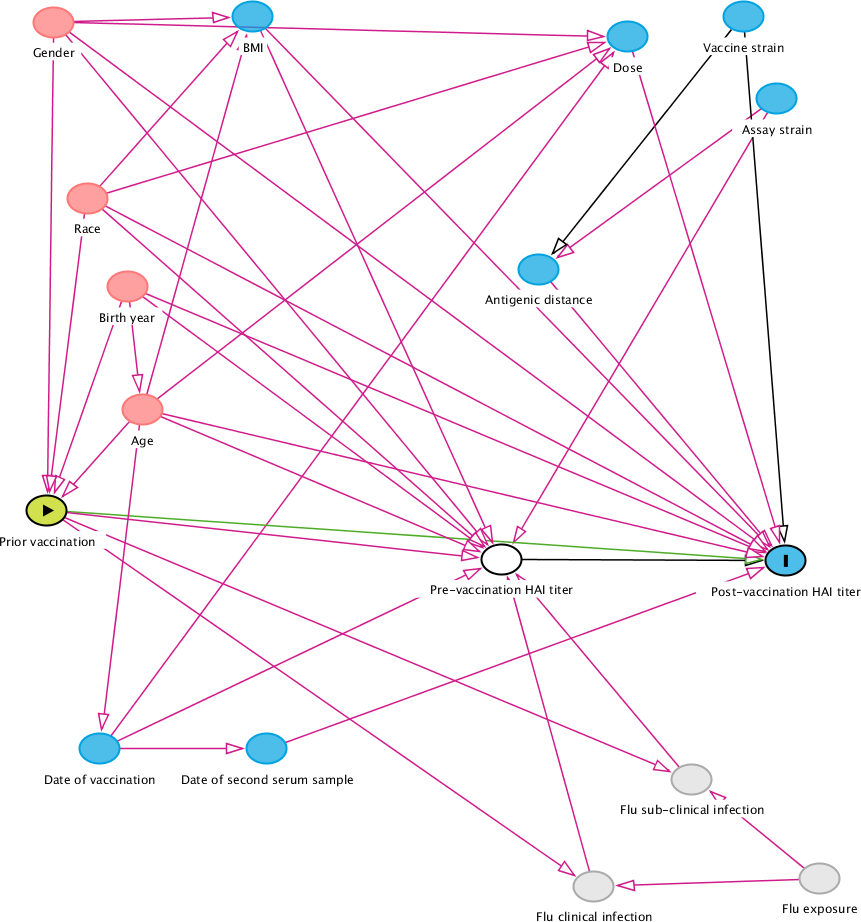 Gender
BMI
Dose
Vaccine strain
Assay strain
Race
Antigenic distance
Birth year
Age
Prior vaccination
Pre-vaccination HAI titer
Post-vaccination HAI titer
Date of vaccination
Date of second serum sample
Flu sub-clinical infection
Flu clinical infection
Flu exposure